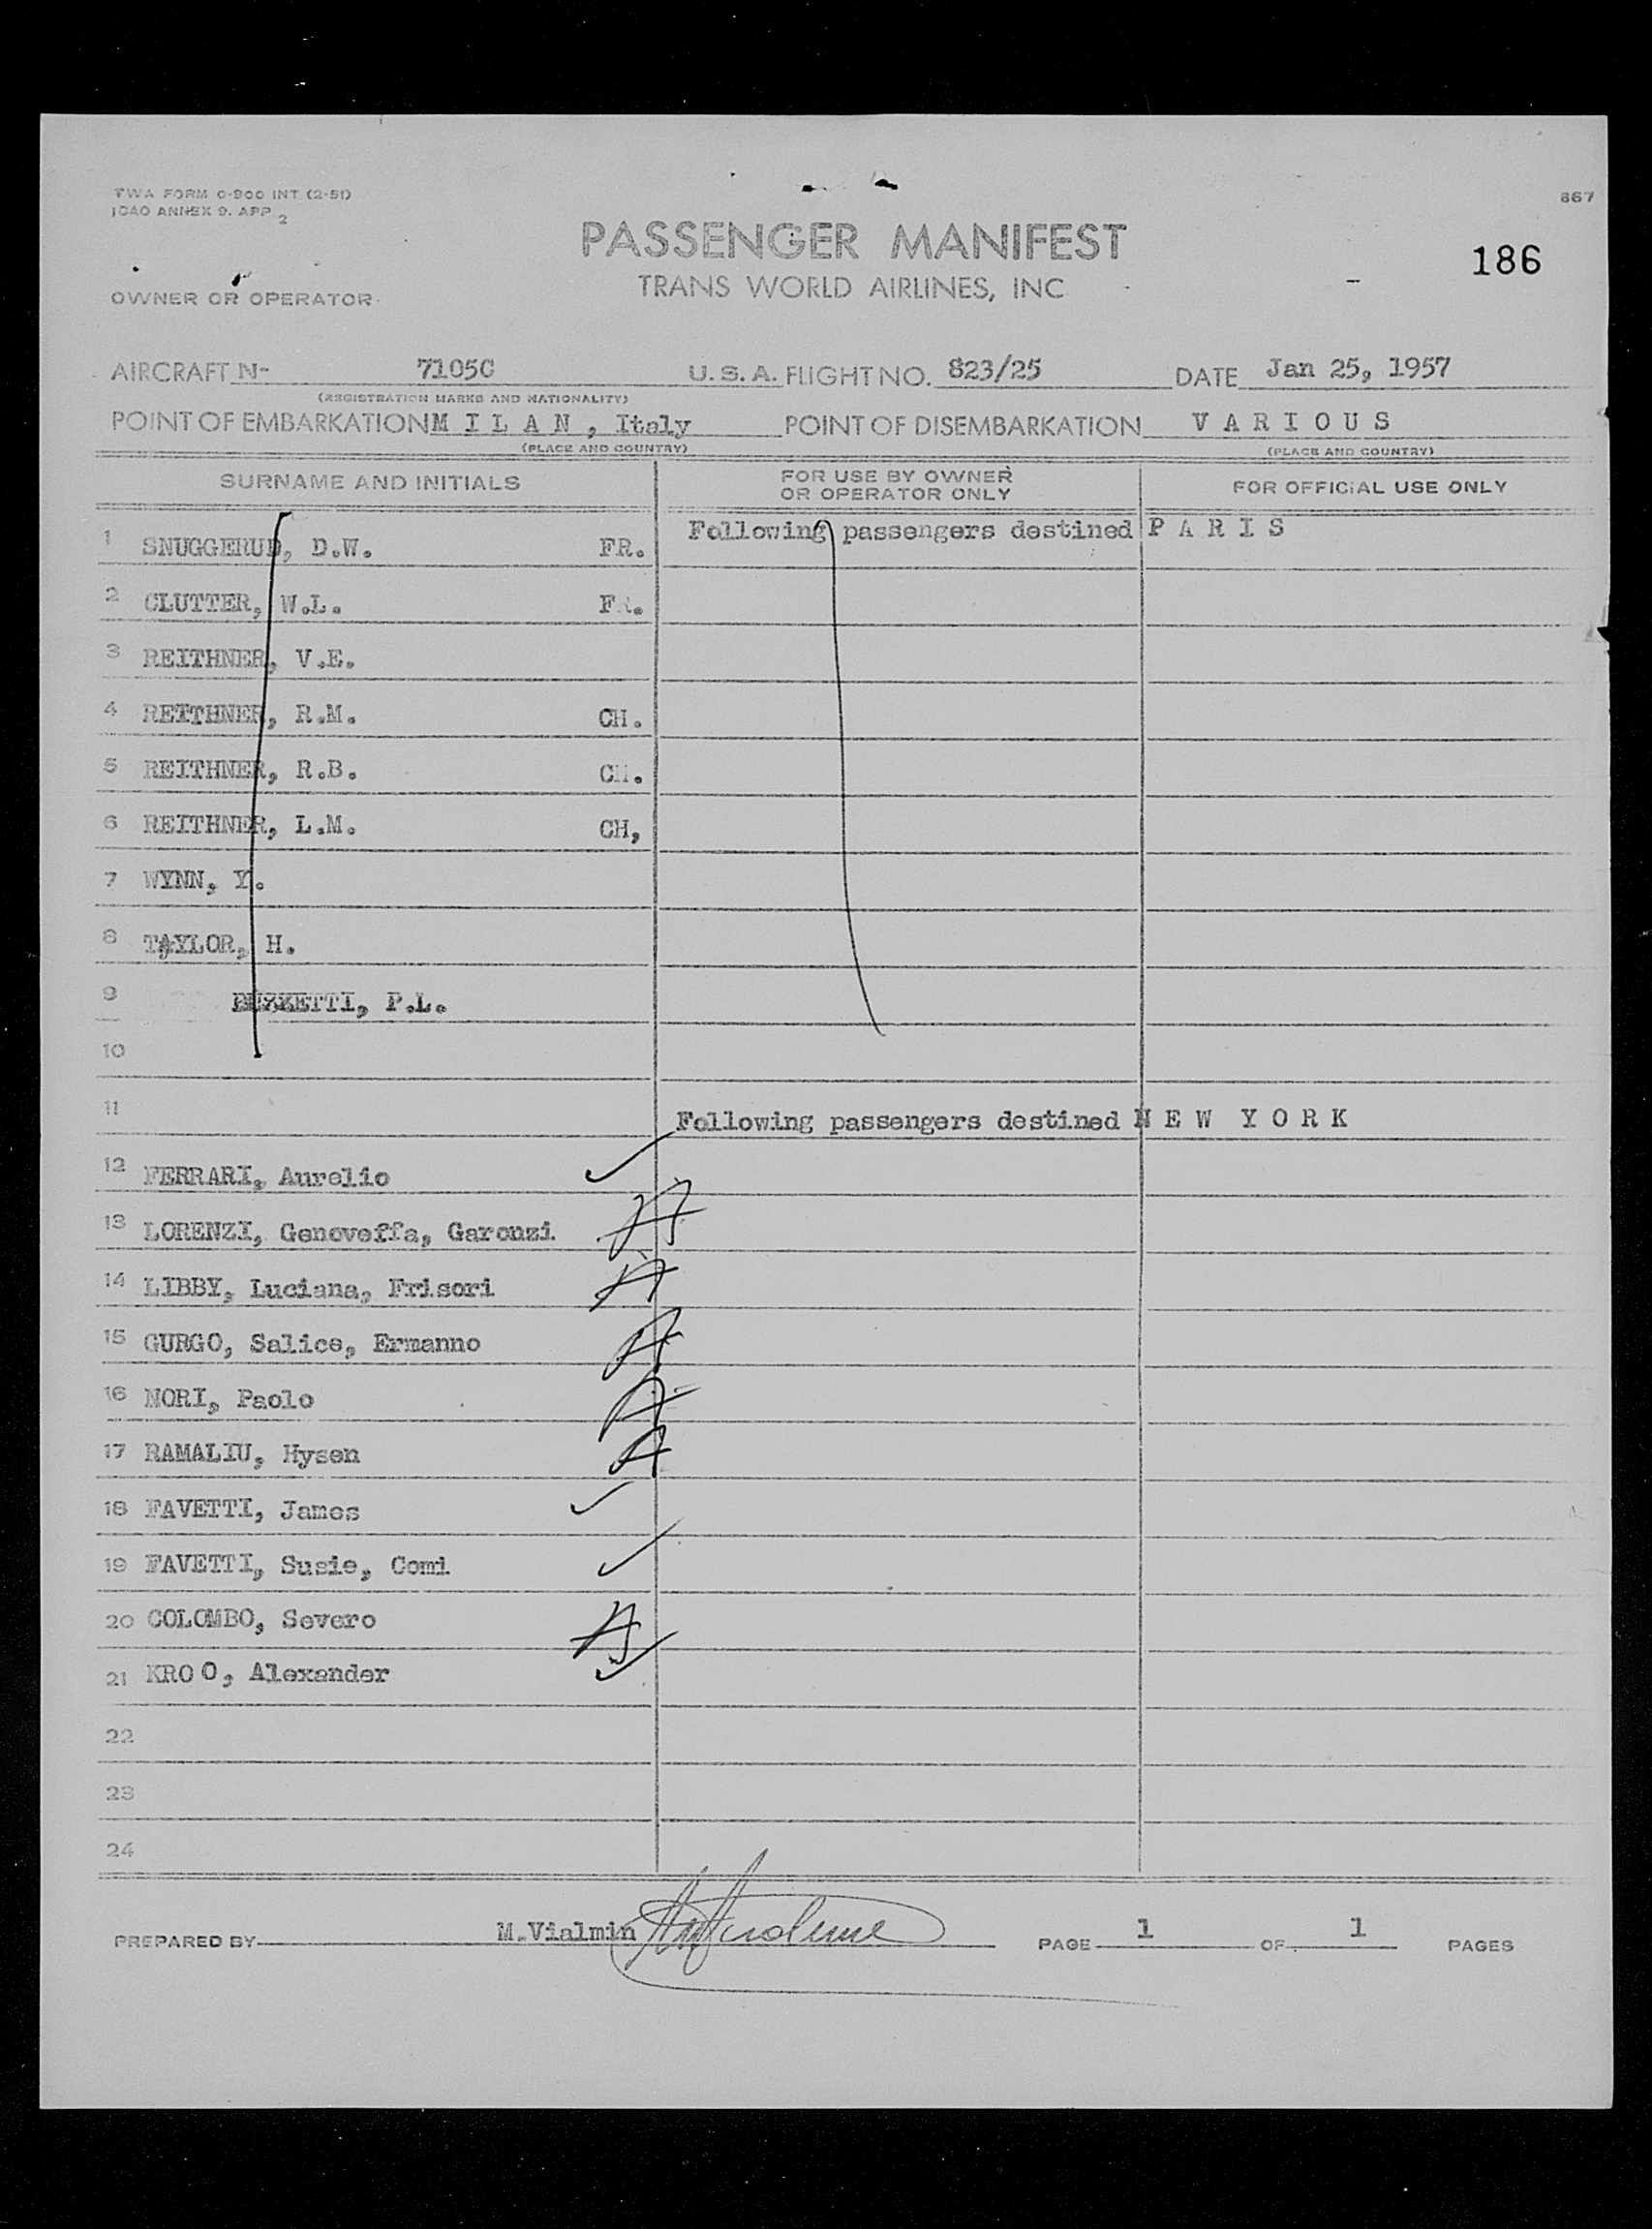 TWA FORM 0-900 INT (2-51)
ICAO ANNEX 9. APP 2
867
PASSENGER MANIFEST
186
TRANS WORLD AIRLINES, INC
OWNER OR OPERATOR
AIRCRAFT N- 7105C U.S.A. FLIGHT NO. 823/25 DATE Jan 25, 1957
(REGISTRATION MARKS AND NATIONALITY)
POINT OF EMBARKATION M I L A N , Italy POINT OF DISEMBARKATION V A R I O U S
(PLACE AND COUNTRY) (PLACE AND COUNTRY)
SURNAME AND INITIALS FOR USE BY OWNER OR OPERATOR ONLY FOR OFFICIAL USE ONLY
Following passengers destined P A R I S
1 SNUGGERUD, D.W. FR.
2 CLUTTER, W.L. FR.
3 REITHNER, V.E.
4 REITHNER, R.M. CH.
5 REITHNER, R.B. CH.
6 REITHNER, L.M. CH,
7 WYNN, Y.
8 TAYLOR, H.
9 P.L.
10
11 Following passengers destined N E W Y O R K
12 FERRARI, Aurelio
13 LORENZI, Genoveffa, Garonzi
14 LIBBY, Luciana, Frisori
15 GURGO, Salice, Ermanno
16 NORI, Paolo
17 RAMALIU, Hysen
18 FAVETTI, James
19 FAVETTI, Susie, Comi
20 COLOMBO, Severo
21 KRO O, Alexander
22
23
24
PREPARED BY M.Vialmin PAGE 1 OF 1 PAGES